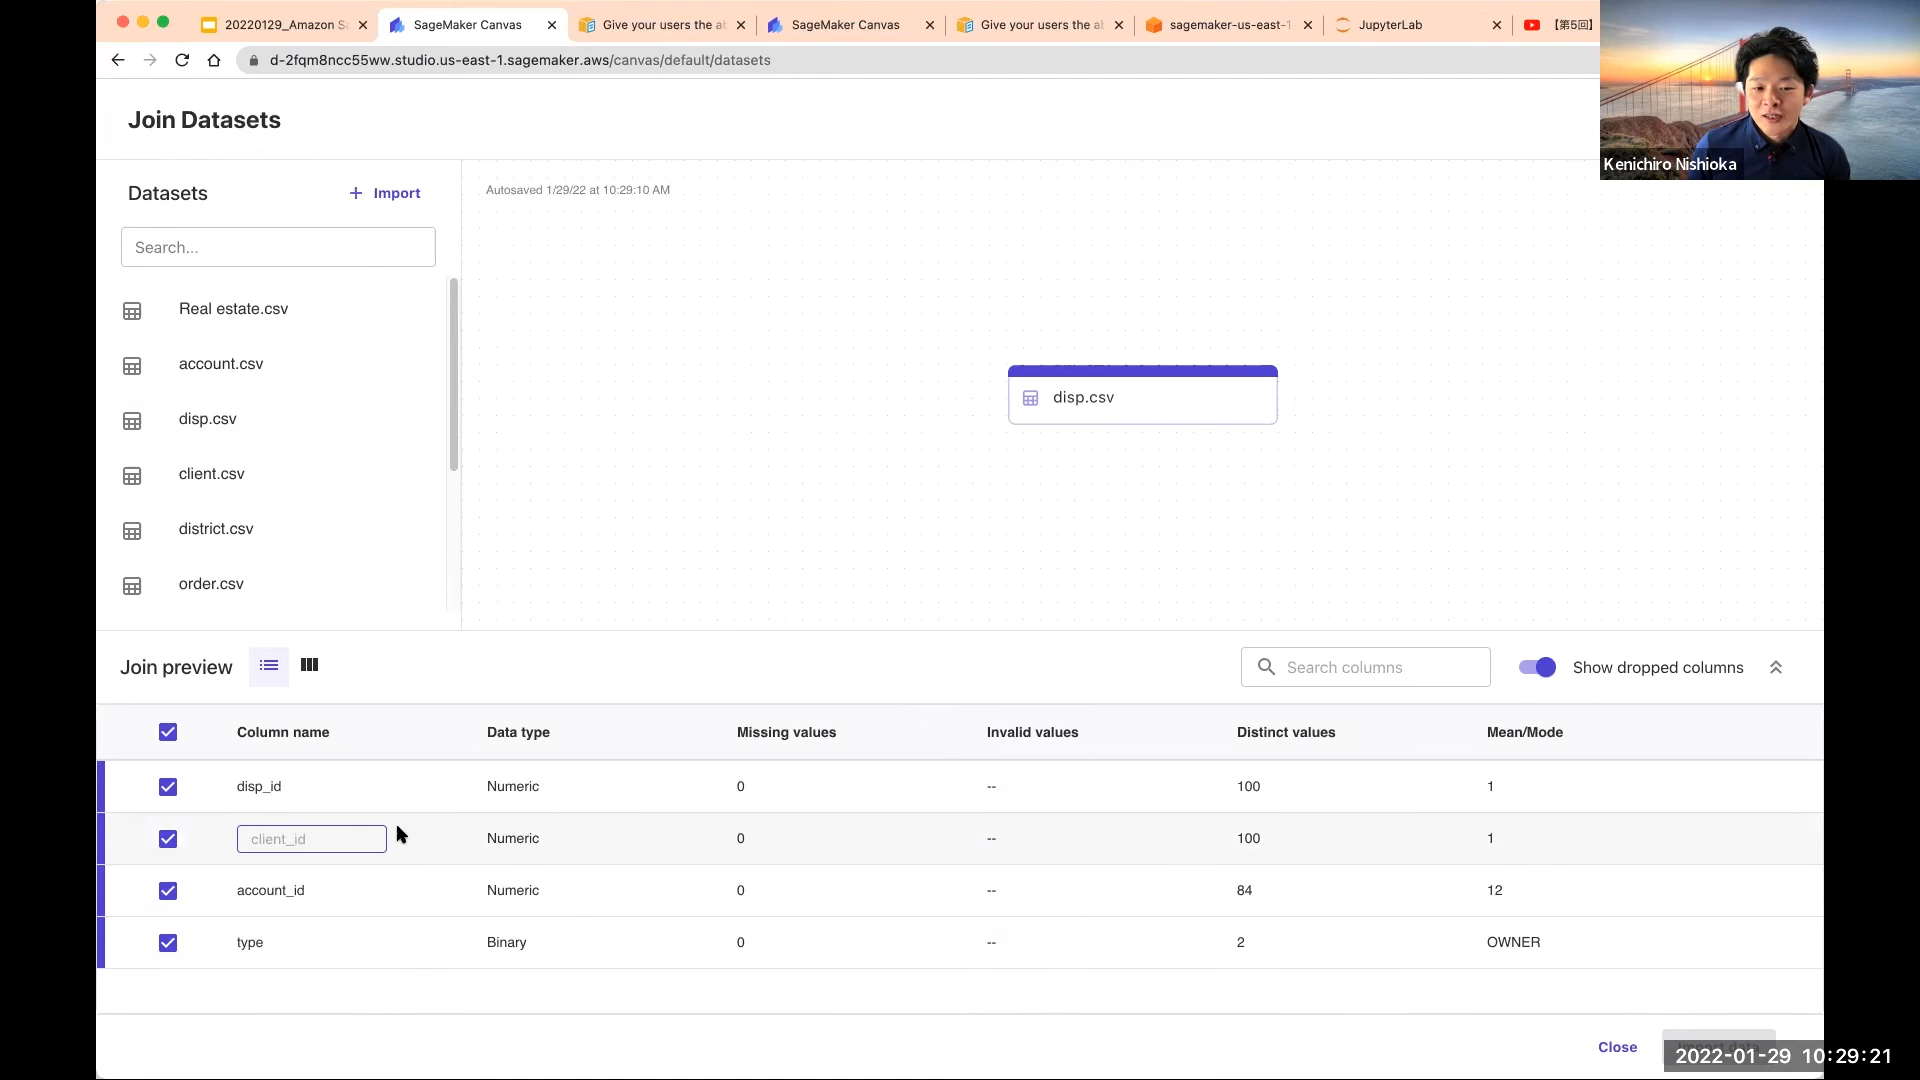 20220129_Amazon S
SageMaker Canvas
Give your users the a
SageMaker Canvas
Give your users the a
sagemaker-us-east-1
JupyterLab
【第5回】
d-2fqm8ncc55ww.studio.us-east-1.sagemaker.aws/canvas/default/datasets
Kenichiro Nishioka
Join Datasets
Datasets
+ Import
Autosaved 1/29/22 at 10:29:10 AM
Search...
Real estate.csv
account.csv
disp.csv
client.csv
district.csv
order.csv
disp.csv
Join preview
Search columns
Show dropped columns
Column name Data type Missing values Invalid values Distinct values Mean/Mode
disp_id Numeric 0 -- 100 1
client_id Numeric 0 -- 100 1
account_id Numeric 0 -- 84 12
type Binary 0 -- 2 OWNER
Close
2022-01-29 10:29:21